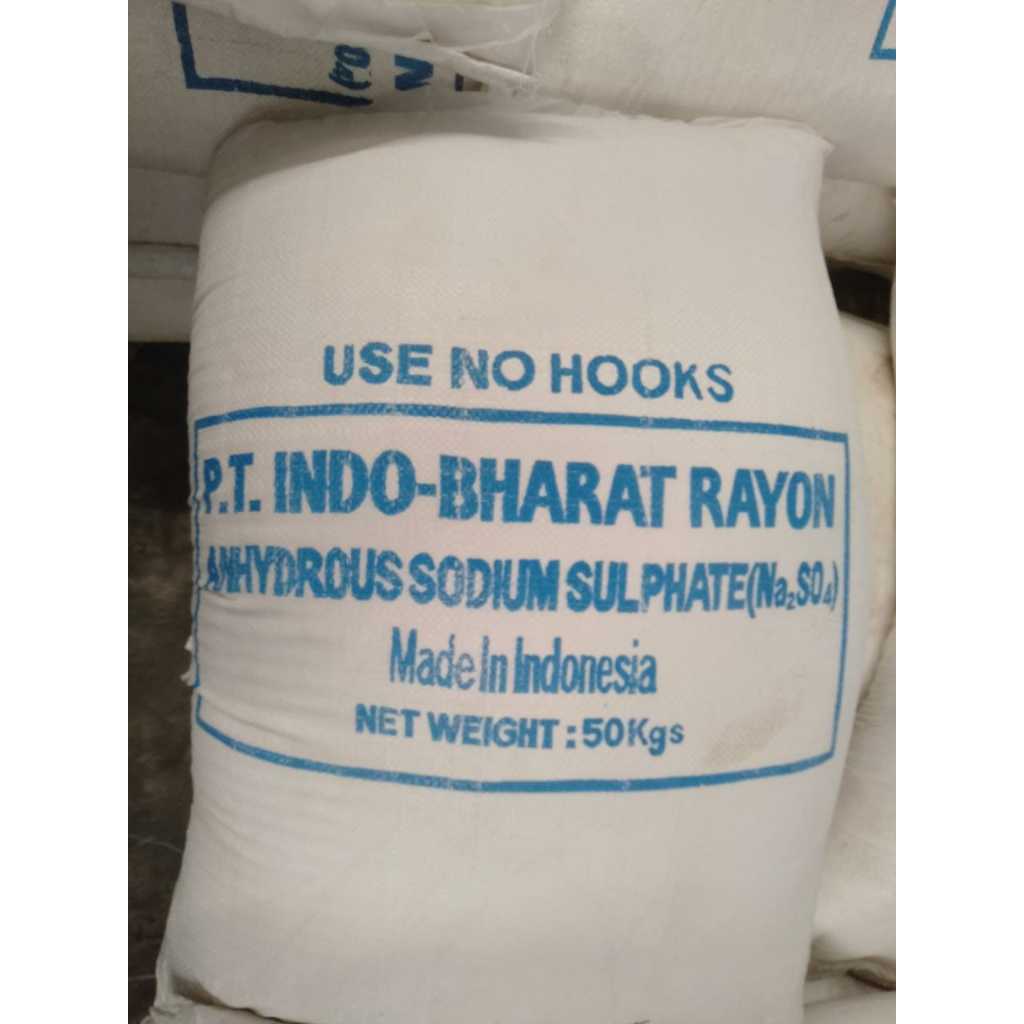 USE NO HOOKS
P.T. INDO-BHARAT RAYON
ANHYDROUS SODIUM SULPHATE (Na₂SO₄)
Made In Indonesia
NET WEIGHT : 50Kgs